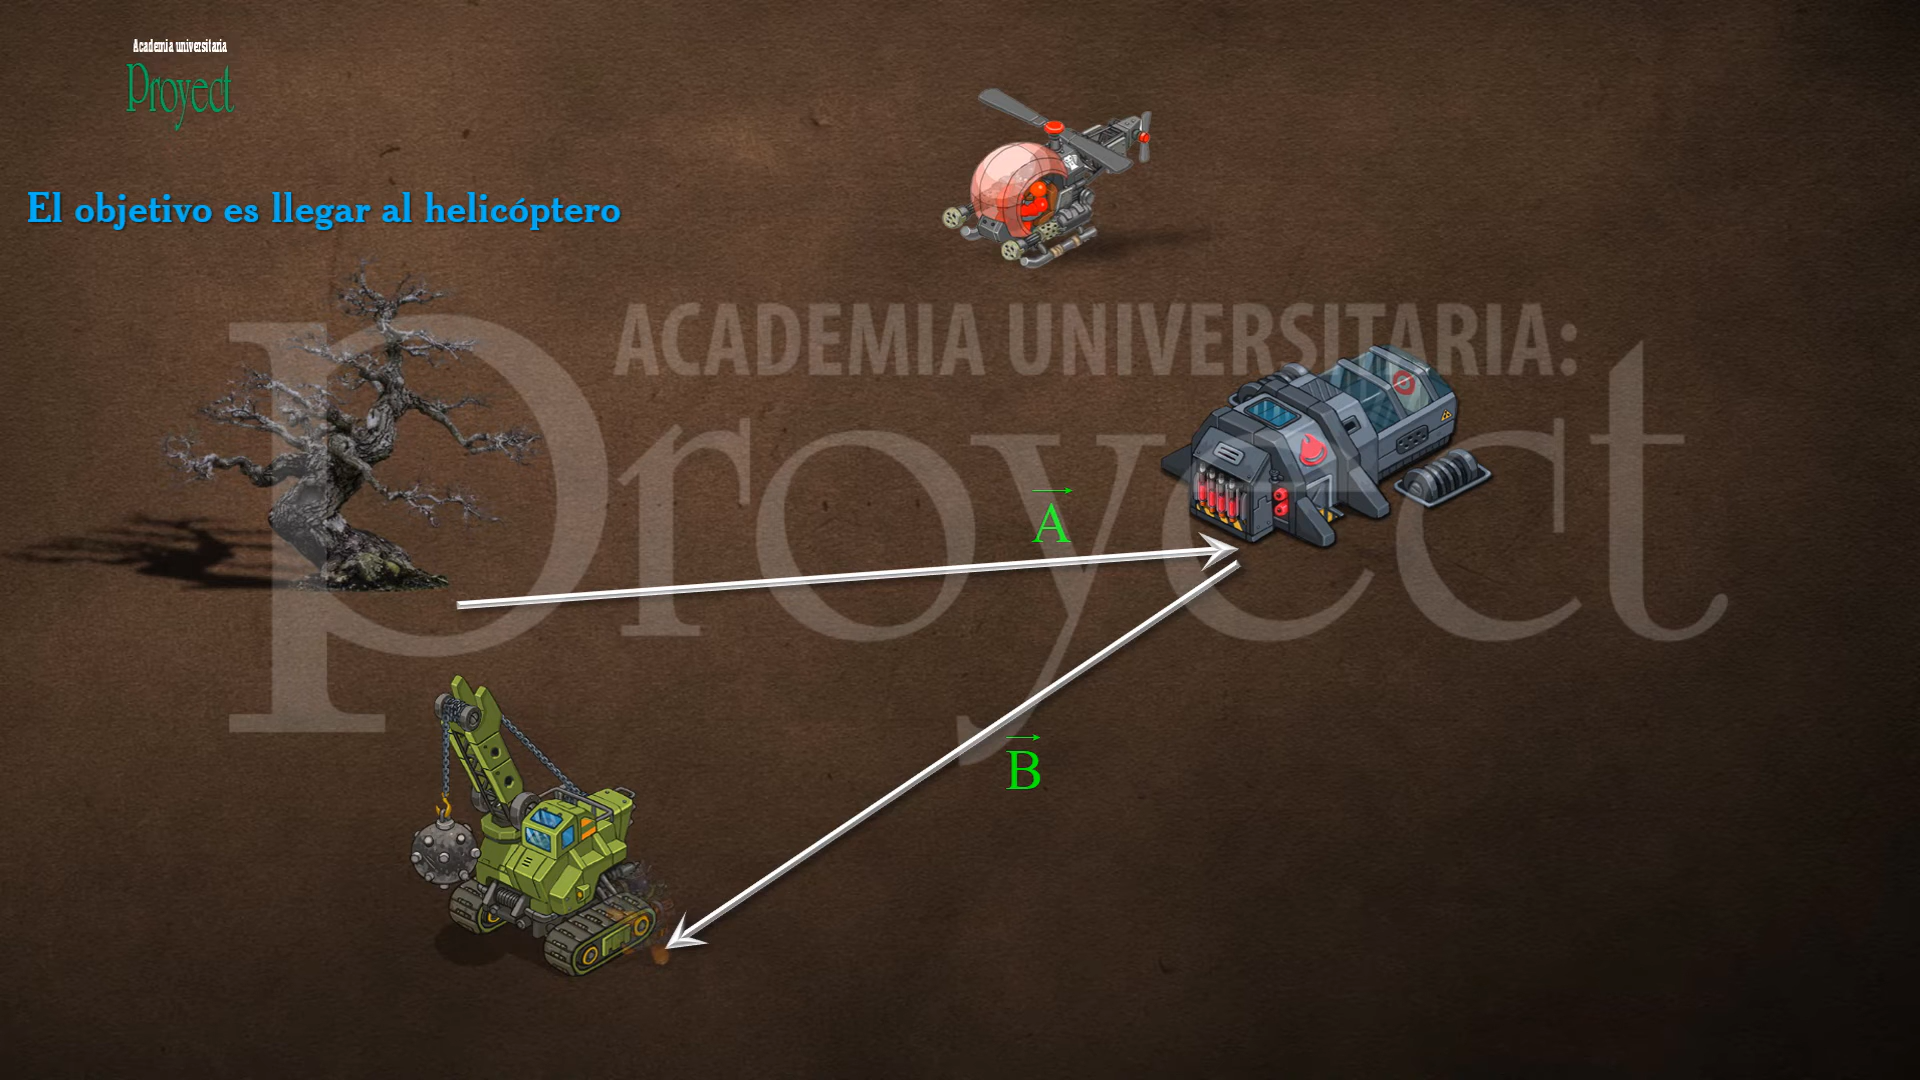 Academia universitaria
Proyect
El objetivo es llegar al helicóptero
ACADEMIA UNIVERSITARIA:
Proyect
A
B